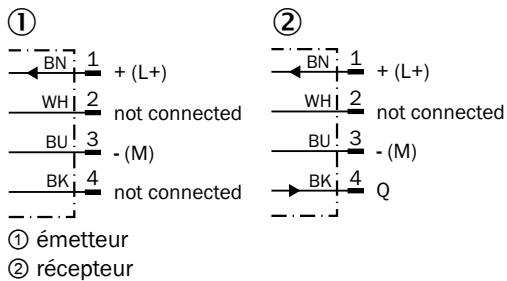 ① ②
BN 1 + (L+) BN 1 + (L+)
WH 2 not connected WH 2 not connected
BU 3 - (M) BU 3 - (M)
BK 4 not connected BK 4 Q
① émetteur
② récepteur